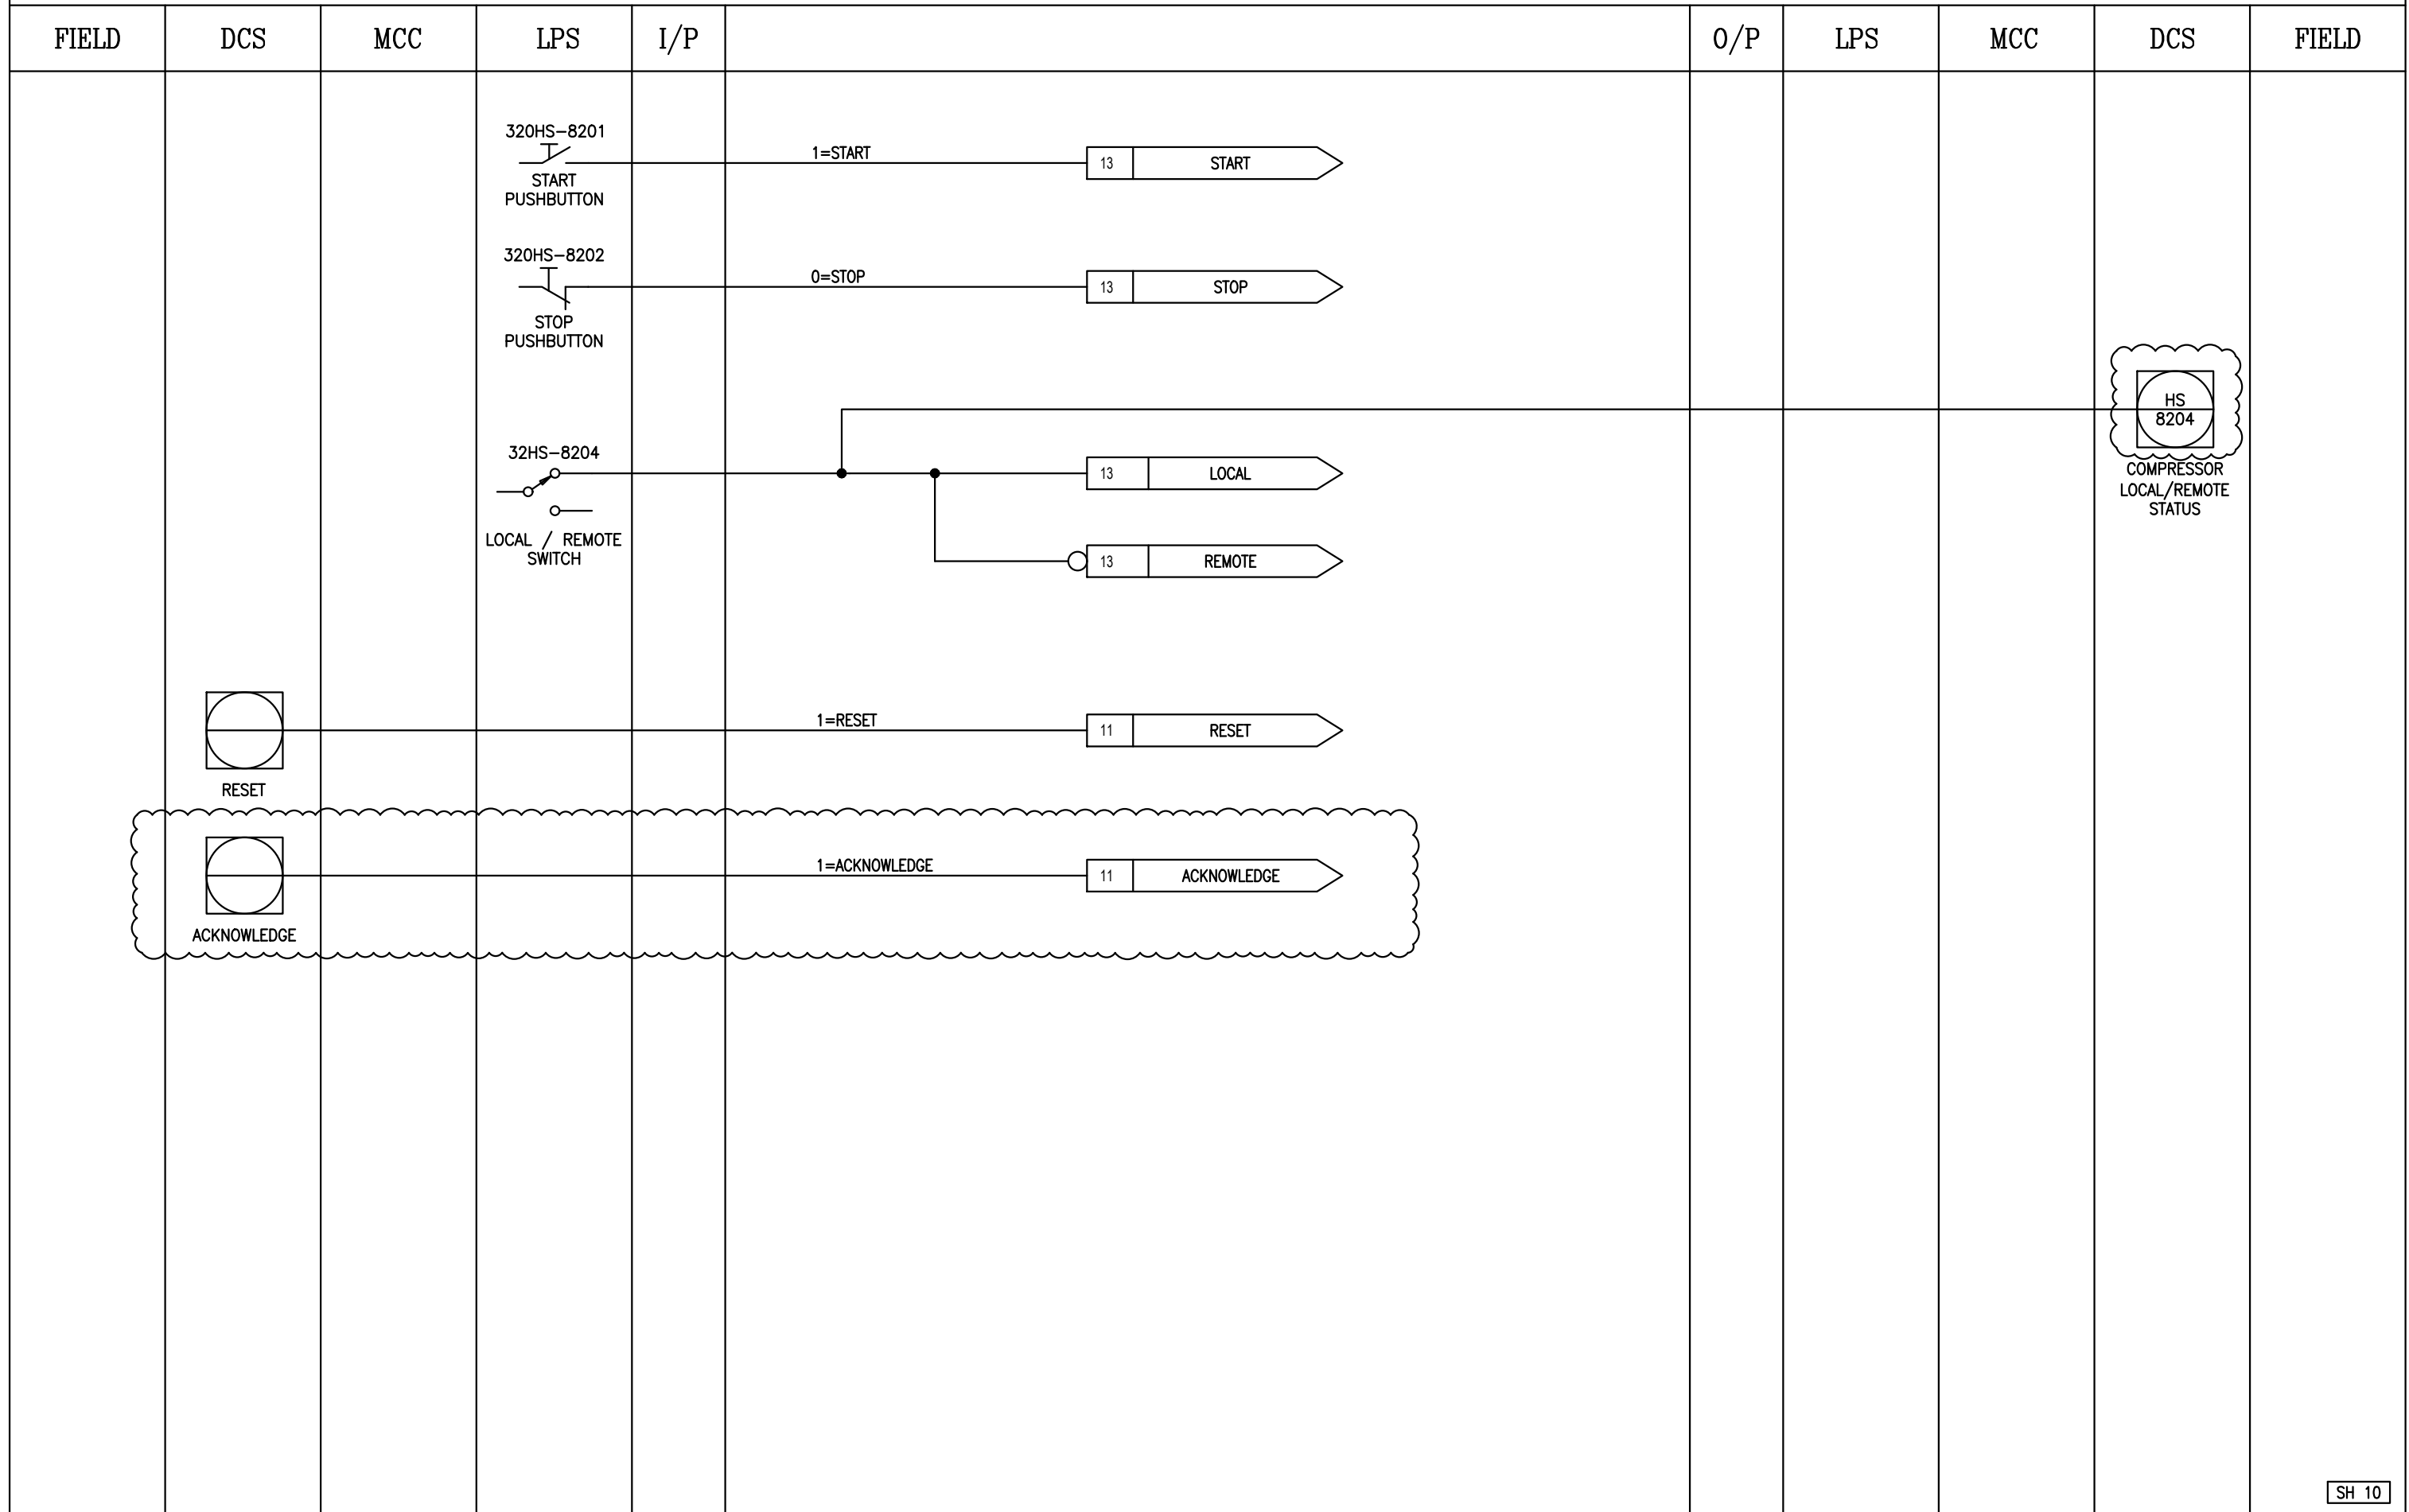 FIELD DCS MCC LPS I/P O/P LPS MCC DCS FIELD
320HS-8201
START
PUSHBUTTON
1=START
13 START
320HS-8202
STOP
PUSHBUTTON
0=STOP
13 STOP
HS
8204
COMPRESSOR
LOCAL/REMOTE
STATUS
32HS-8204
LOCAL / REMOTE
SWITCH
13 LOCAL
13 REMOTE
RESET
1=RESET
11 RESET
ACKNOWLEDGE
1=ACKNOWLEDGE
11 ACKNOWLEDGE
SH 10